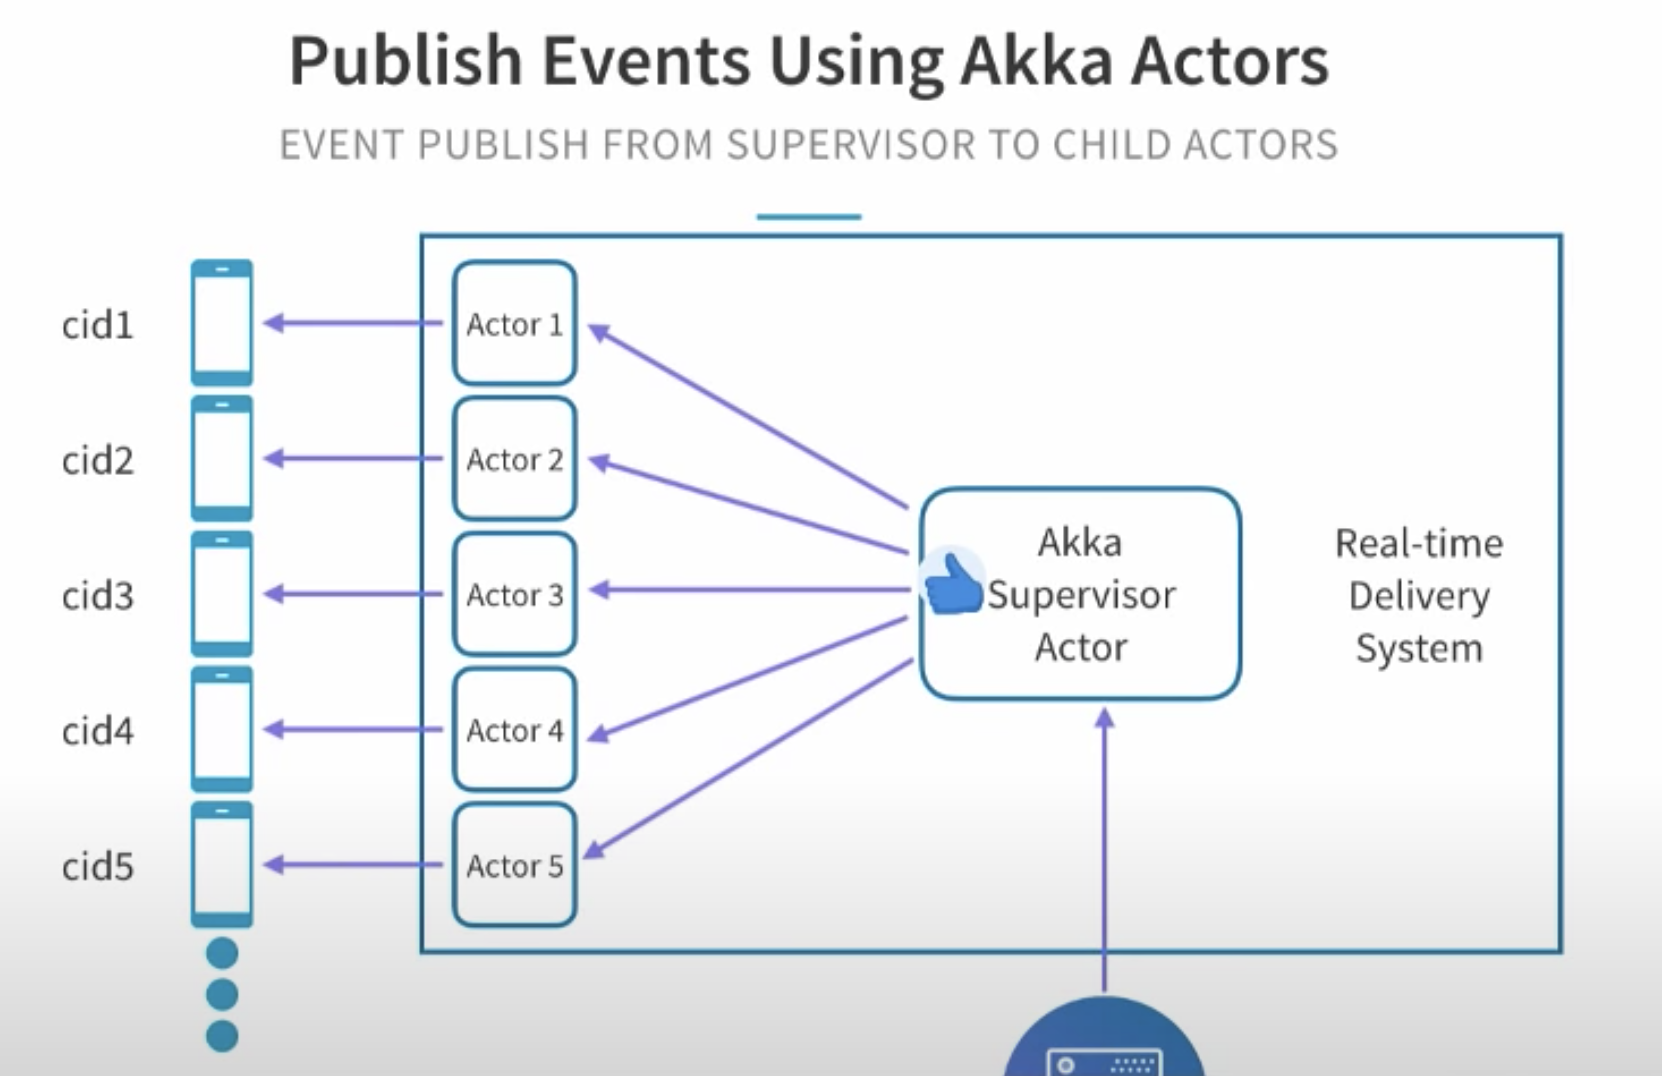 Publish Events Using Akka Actors
EVENT PUBLISH FROM SUPERVISOR TO CHILD ACTORS
cid1
Actor 1
cid2
Actor 2
cid3
Actor 3
cid4
Actor 4
cid5
Actor 5
Akka
Supervisor
Actor
Real-time
Delivery
System